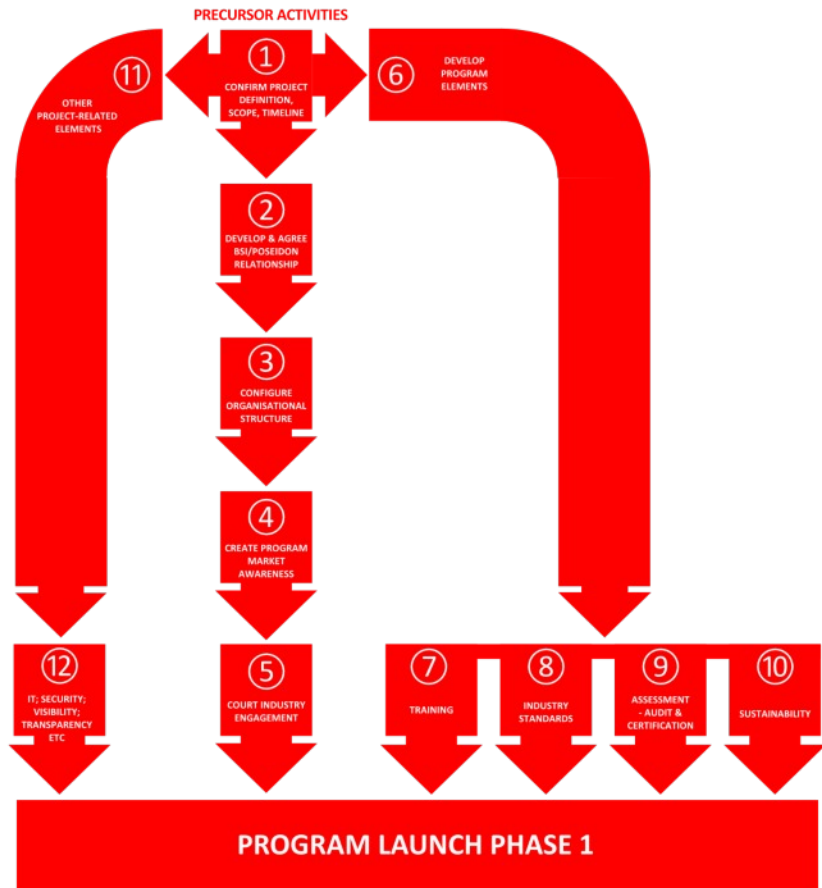 PRECURSOR ACTIVITIES
1
CONFIRM PROJECT
DEFINITION,
SCOPE, TIMELINE
2
DEVELOP & AGREE
BSI/POSEIDON
RELATIONSHIP
3
CONFIGURE
ORGANISATIONAL
STRUCTURE
4
CREATE PROGRAM
MARKET
AWARENESS
5
COURT INDUSTRY
ENGAGEMENT
6
DEVELOP
PROGRAM
ELEMENTS
7
TRAINING
8
INDUSTRY
STANDARDS
9
ASSESSMENT
- AUDIT &
CERTIFICATION
10
SUSTAINABILITY
11
OTHER
PROJECT-RELATED
ELEMENTS
12
IT; SECURITY;
VISIBILITY;
TRANSPARENCY
ETC
PROGRAM LAUNCH PHASE 1